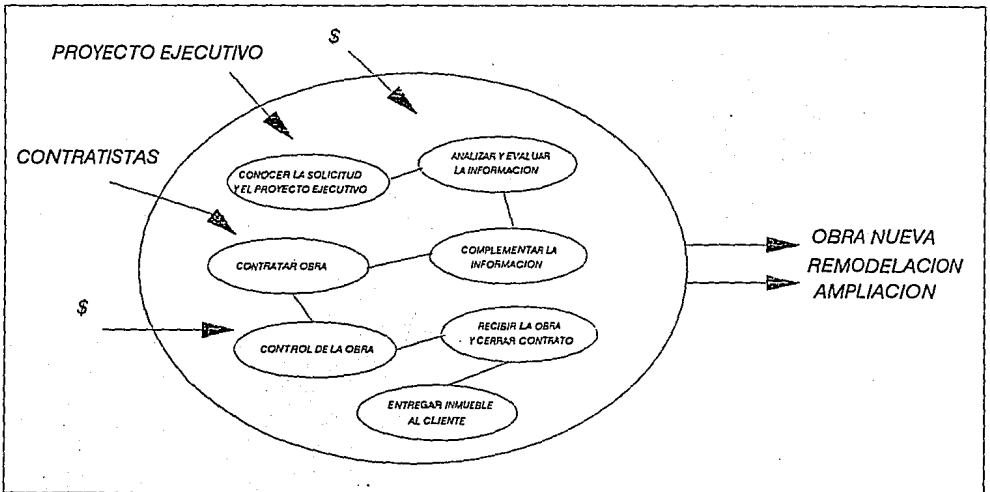 $
PROYECTO EJECUTIVO
CONTRATISTAS
CONOCER LA SOLICITUD
Y EL PROYECTO EJECUTIVO
ANALIZAR Y EVALUAR
LA INFORMACION
CONTRATAR OBRA
COMPLEMENTAR LA
INFORMACION
OBRA NUEVA
REMODELACION
AMPLIACION
$
CONTROL DE LA OBRA
RECIBIR LA OBRA
Y CERRAR CONTRATO
ENTREGAR INMUEBLE
AL CLIENTE